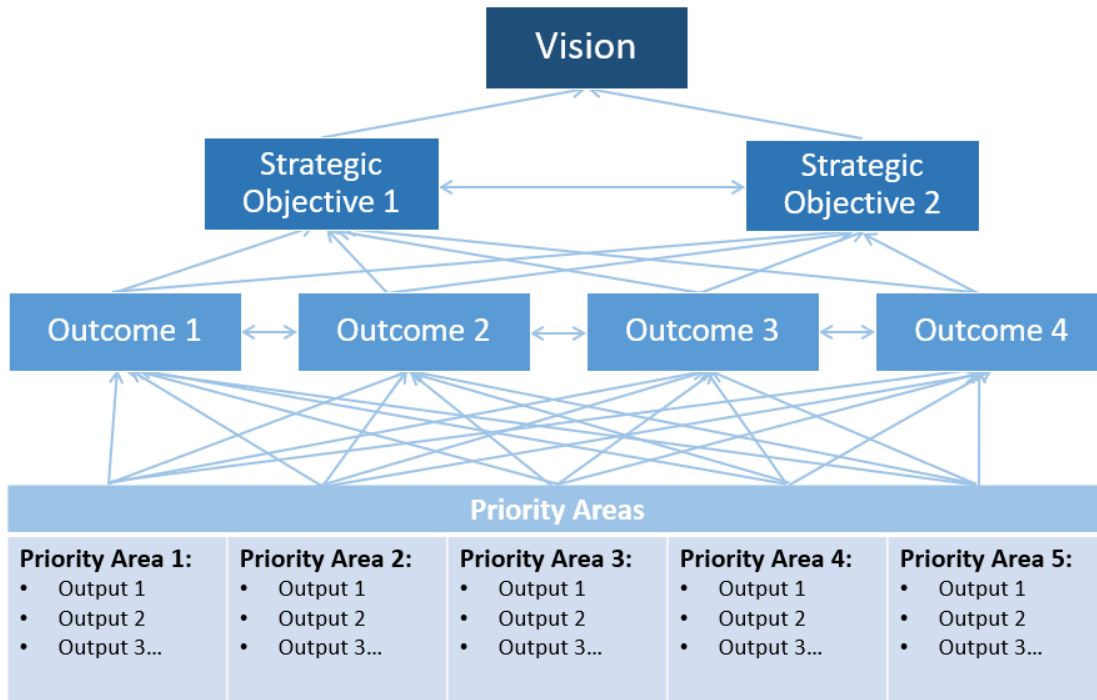 Vision
Strategic
Objective 1
Strategic
Objective 2
Outcome 1
Outcome 2
Outcome 3
Outcome 4
Priority Areas
Priority Area 1:
• Output 1
• Output 2
• Output 3...
Priority Area 2:
• Output 1
• Output 2
• Output 3...
Priority Area 3:
• Output 1
• Output 2
• Output 3...
Priority Area 4:
• Output 1
• Output 2
• Output 3...
Priority Area 5:
• Output 1
• Output 2
• Output 3...